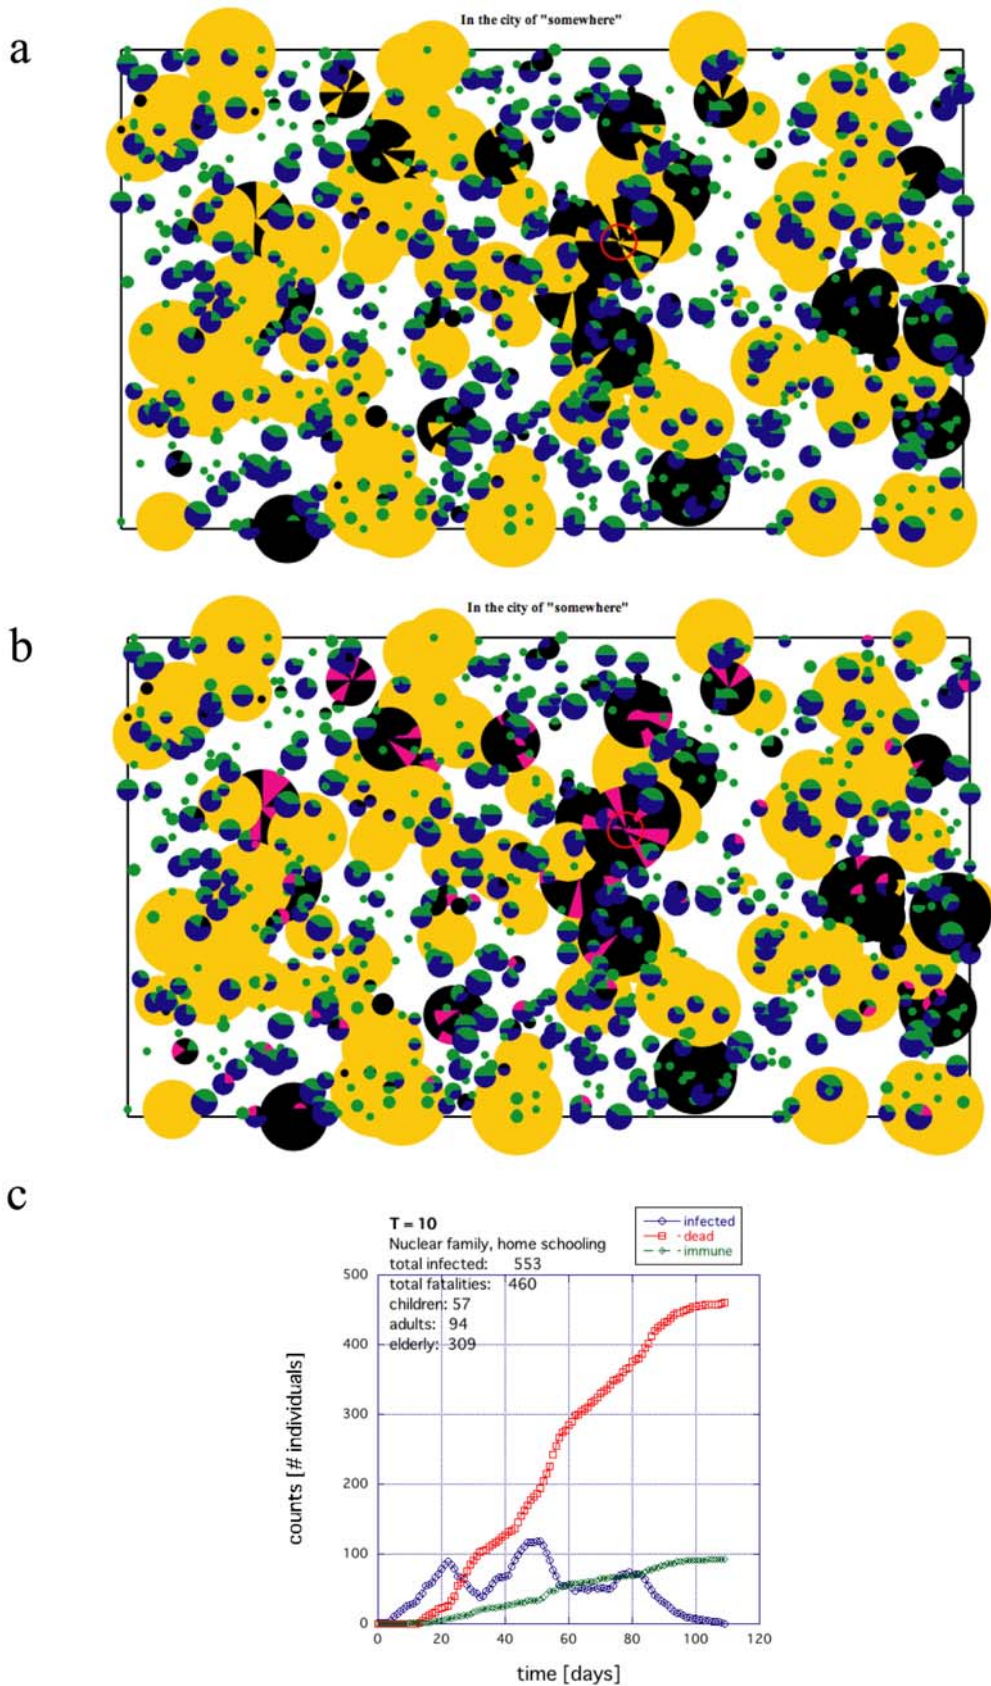 In the city of "somewhere"
a
In the city of "somewhere"
b
c
T = 10
Nuclear family, home schooling
total infected: 553
total fatalities: 460
children: 57
adults: 94
elderly: 309
infected
dead
immune
500
400
300
200
100
0
counts [# individuals]
0 20 40 60 80 100 120
time [days]